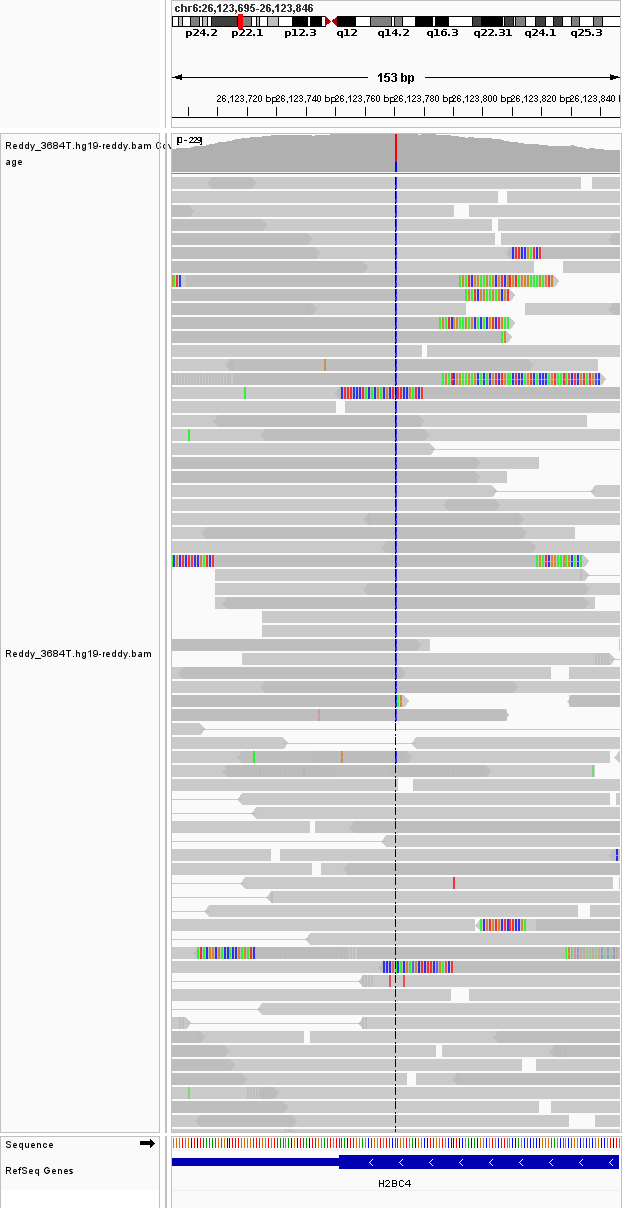 chr6:26,123,695-26,123,846
p24.2 p22.1 p12.3 q12 q14.2 q16.3 q22.31 q24.1 q25.3
153 bp
26,123,720 bp 26,123,740 bp 26,123,760 bp 26,123,780 bp 26,123,800 bp 26,123,820 bp 26,123,840 l
[0 - 229]
Reddy_3684T.hg19-reddy.bam Cov
age
Reddy_3684T.hg19-reddy.bam
Sequence
RefSeq Genes
H2BC4